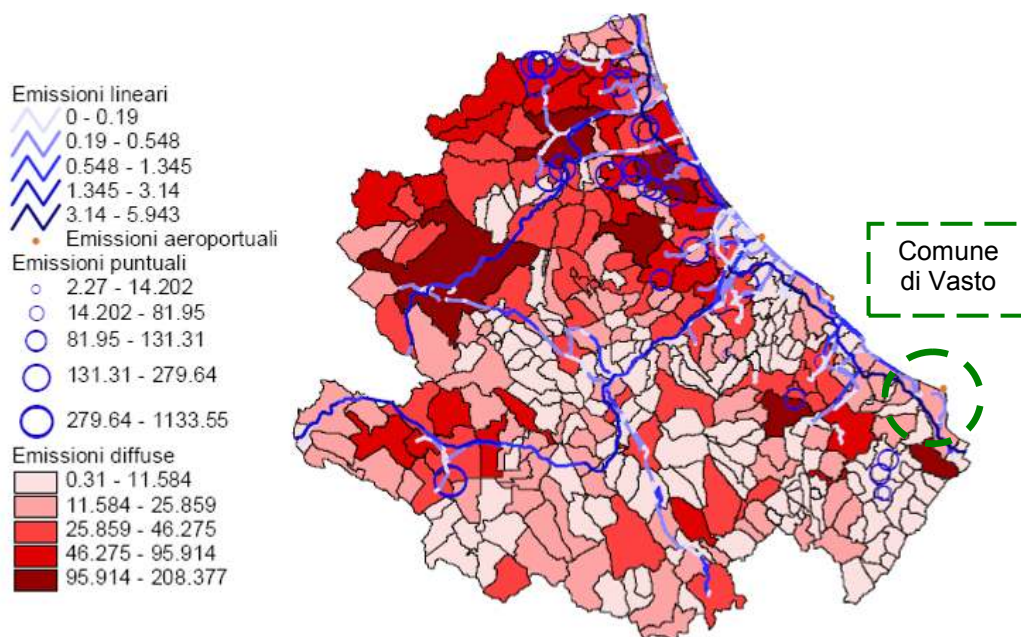 Emissioni lineari
0 - 0.19
0.19 - 0.548
0.548 - 1.345
1.345 - 3.14
3.14 - 5.943
Emissioni aeroportuali
Emissioni puntuali
2.27 - 14.202
14.202 - 81.95
81.95 - 131.31
131.31 - 279.64
279.64 - 1133.55
Emissioni diffuse
0.31 - 11.584
11.584 - 25.859
25.859 - 46.275
46.275 - 95.914
95.914 - 208.377
Comune
di Vasto